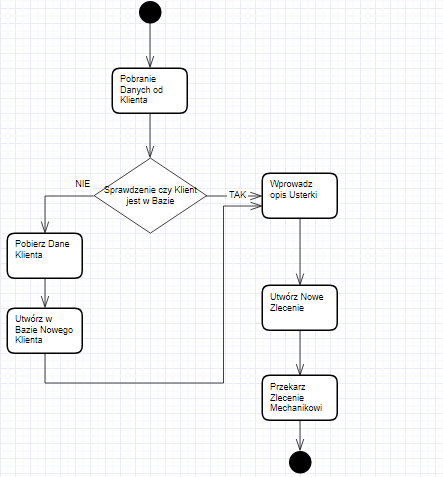 Pobranie
Danych od
Klienta
Sprawdzenie czy Klient
jest w Bazie
NIE
TAK
Wprowadz
opis Usterki
Pobierz Dane
Klienta
Utwórz w
Bazie Nowego
Klienta
Utwórz Nowe
Zlecenie
Przekarz
Zlecenie
Mechanikowi